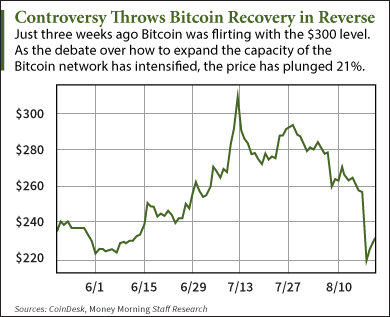 Controversy Throws Bitcoin Recovery in Reverse
Just three weeks ago Bitcoin was flirting with the $300 level.
As the debate over how to expand the capacity of the
Bitcoin network has intensified, the price has plunged 21%.
$300
$280
$260
$240
$220
6/1 6/15 6/29 7/13 7/27 8/10
Sources: CoinDesk, Money Morning Staff Research